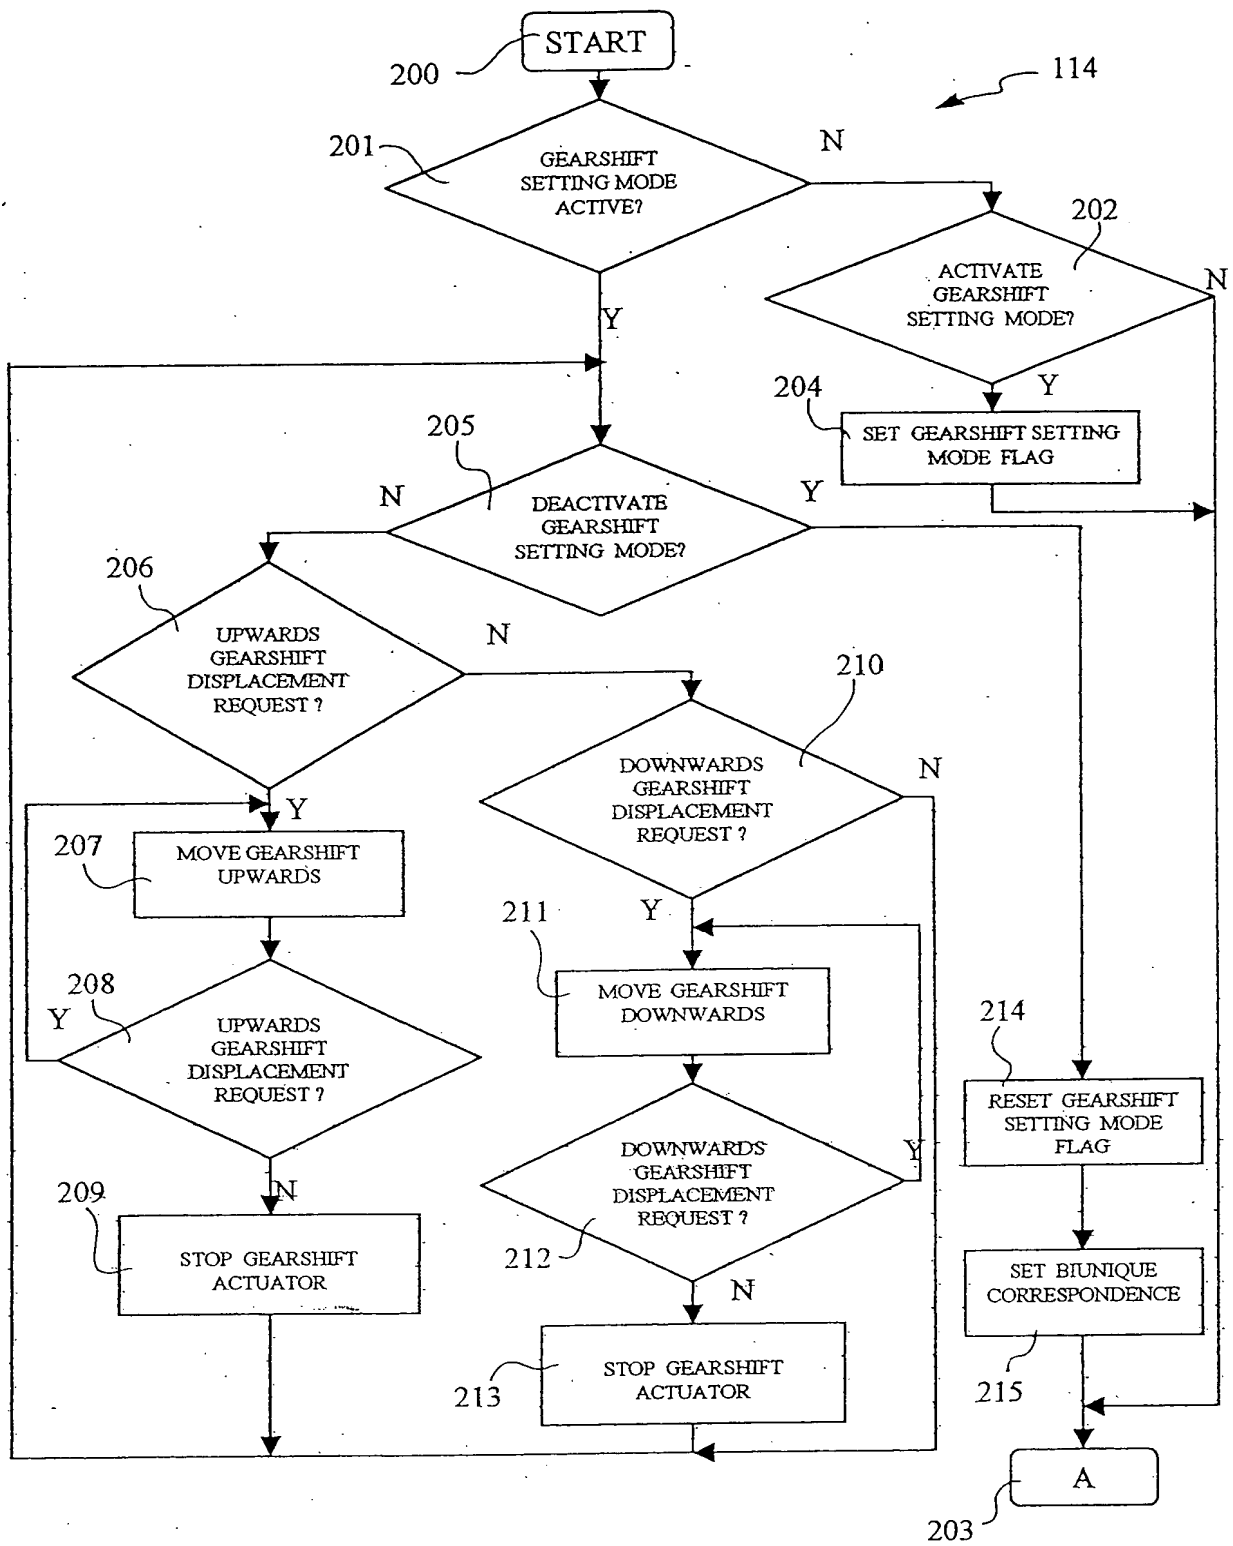 START
200
114
201
GEARSHIFT
SETTING MODE
ACTIVE?
N
202
ACTIVATE
GEARSHIFT
SETTING MODE?
N
Y
Y
204
SET GEARSHIFT SETTING
MODE FLAG
205
DEACTIVATE
GEARSHIFT
SETTING MODE?
N
Y
206
UPWARDS
GEARSHIFT
DISPLACEMENT
REQUEST ?
N
210
DOWNWARDS
GEARSHIFT
DISPLACEMENT
REQUEST ?
N
Y
207
MOVE GEARSHIFT
UPWARDS
Y
211
MOVE GEARSHIFT
DOWNWARDS
208
Y
UPWARDS
GEARSHIFT
DISPLACEMENT
REQUEST ?
214
RESET GEARSHIFT
SETTING MODE
FLAG
DOWNWARDS
GEARSHIFT
DISPLACEMENT
REQUEST ?
Y
212
N
209
STOP GEARSHIFT
ACTUATOR
N
SET BIUNIQUE
CORRESPONDENCE
215
213
STOP GEARSHIFT
ACTUATOR
A
203